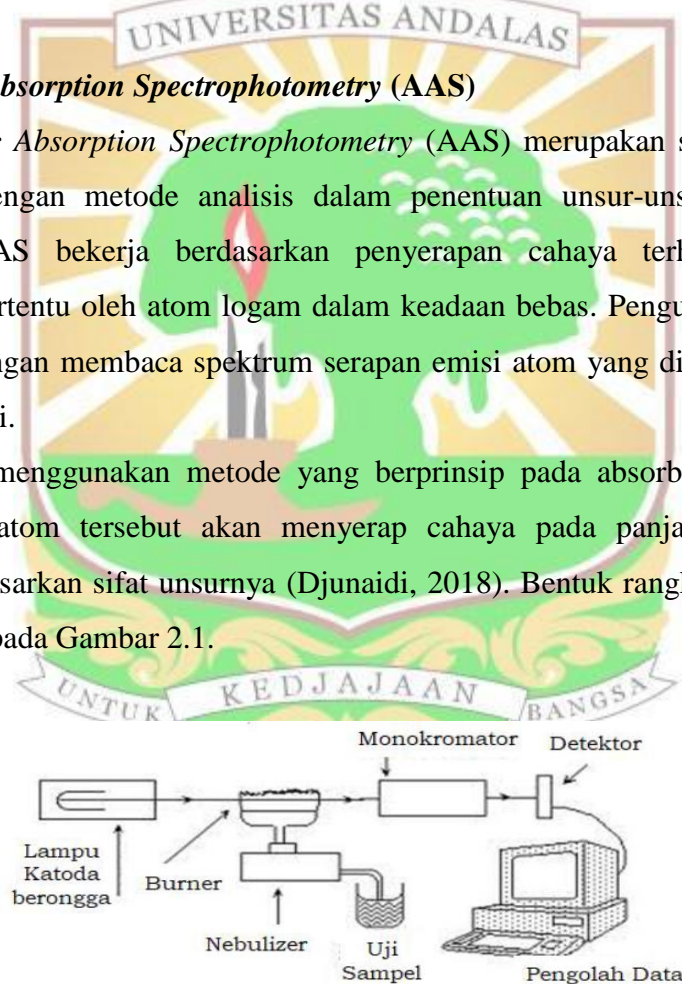 UNIVERSITAS ANDALAS
bsorption Spectrophotometry (AAS)
Absorption Spectrophotometry (AAS) merupakan s
engan metode analisis dalam penentuan unsur-uns
AS bekerja berdasarkan penyerapan cahaya terh
rtentu oleh atom logam dalam keadaan bebas. Pengu
ngan membaca spektrum serapan emisi atom yang di
i.
menggunakan metode yang berprinsip pada absorb
atom tersebut akan menyerap cahaya pada panja
sarkan sifat unsurnya (Djunaidi, 2018). Bentuk rangk
pada Gambar 2.1.
UNTUK KEDJAJAAN BANGSA
Monokromator
Detektor
Lampu
Katoda
berongga
Burner
Nebulizer
Uji
Sampel
Pengolah Data